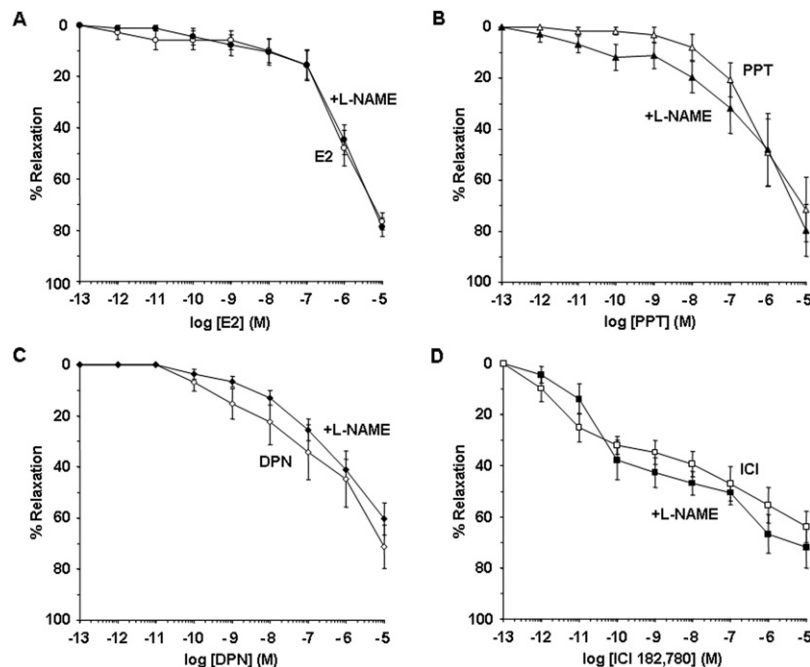 A
% Relaxation
0
20
40
60
80
100
+L-NAME
E2
-13 -12 -11 -10 -9 -8 -7 -6 -5
log [E2] (M)
B
% Relaxation
0
20
40
60
80
100
PPT
+L-NAME
-13 -12 -11 -10 -9 -8 -7 -6 -5
log [PPT] (M)
C
% Relaxation
0
20
40
60
80
100
+L-NAME
DPN
-13 -12 -11 -10 -9 -8 -7 -6 -5
log [DPN] (M)
D
% Relaxation
0
20
40
60
80
100
ICI
+L-NAME
-13 -12 -11 -10 -9 -8 -7 -6 -5
log [ICI 182,780] (M)